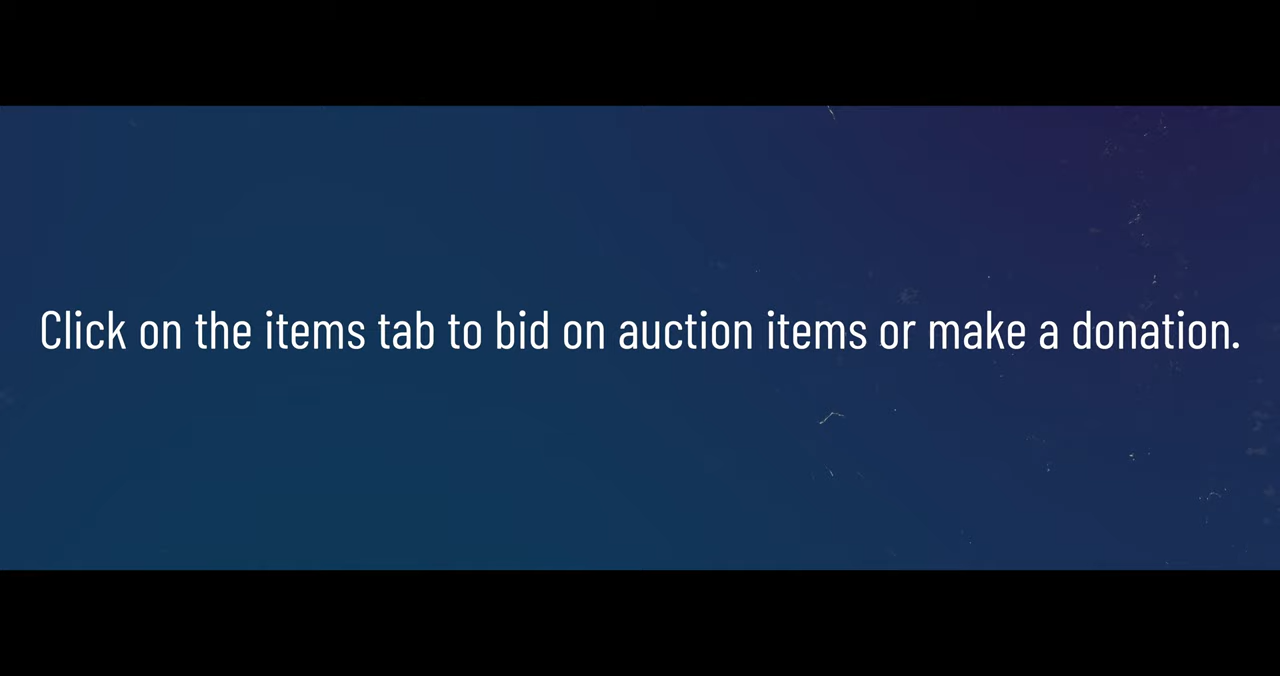 Click on the items tab to bid on auction items or make a donation.